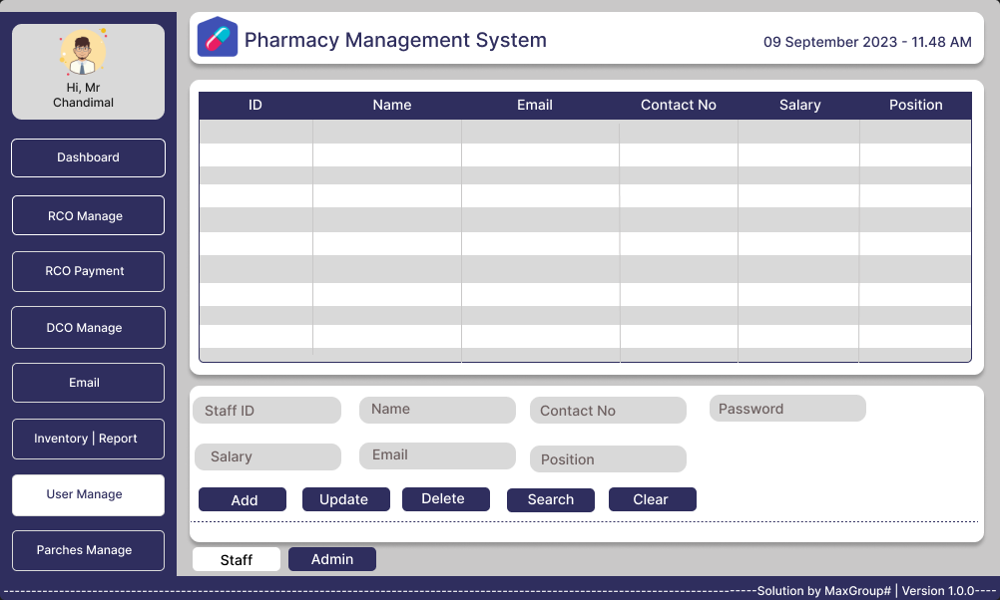 Hi, Mr
Chandimal
Dashboard
RCO Manage
RCO Payment
DCO Manage
Email
Inventory | Report
User Manage
Parches Manage
Pharmacy Management System
09 September 2023 - 11.48 AM
ID Name Email Contact No Salary Position
Staff ID Name Contact No Password
Salary Email Position
Add Update Delete Search Clear
Staff Admin
Solution by MaxGroup# | Version 1.0.0----